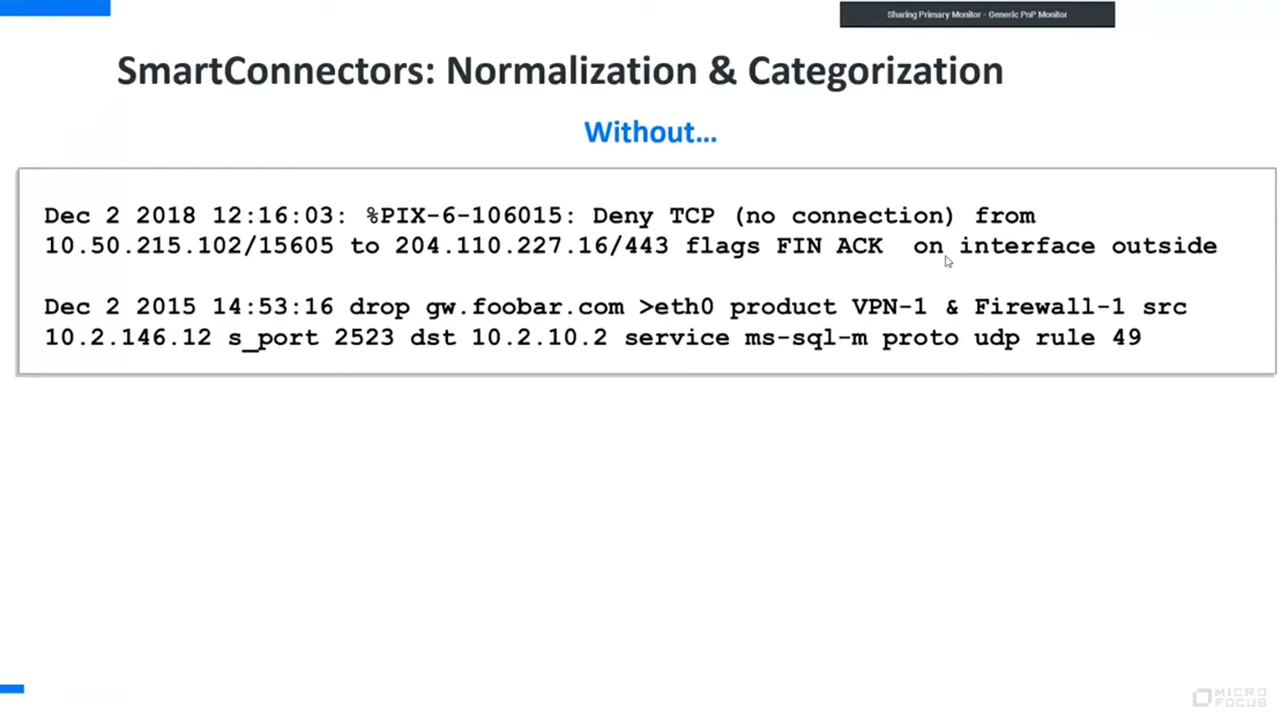 Sharing Primary Monitor - Generic PnP Monitor
SmartConnectors: Normalization & Categorization
Without...
Dec 2 2018 12:16:03: %PIX-6-106015: Deny TCP (no connection) from
10.50.215.102/15605 to 204.110.227.16/443 flags FIN ACK  on interface outside
Dec 2 2015 14:53:16 drop gw.foobar.com >eth0 product VPN-1 & Firewall-1 src
10.2.146.12 s_port 2523 dst 10.2.10.2 service ms-sql-m proto udp rule 49
MICRO
FOCUS